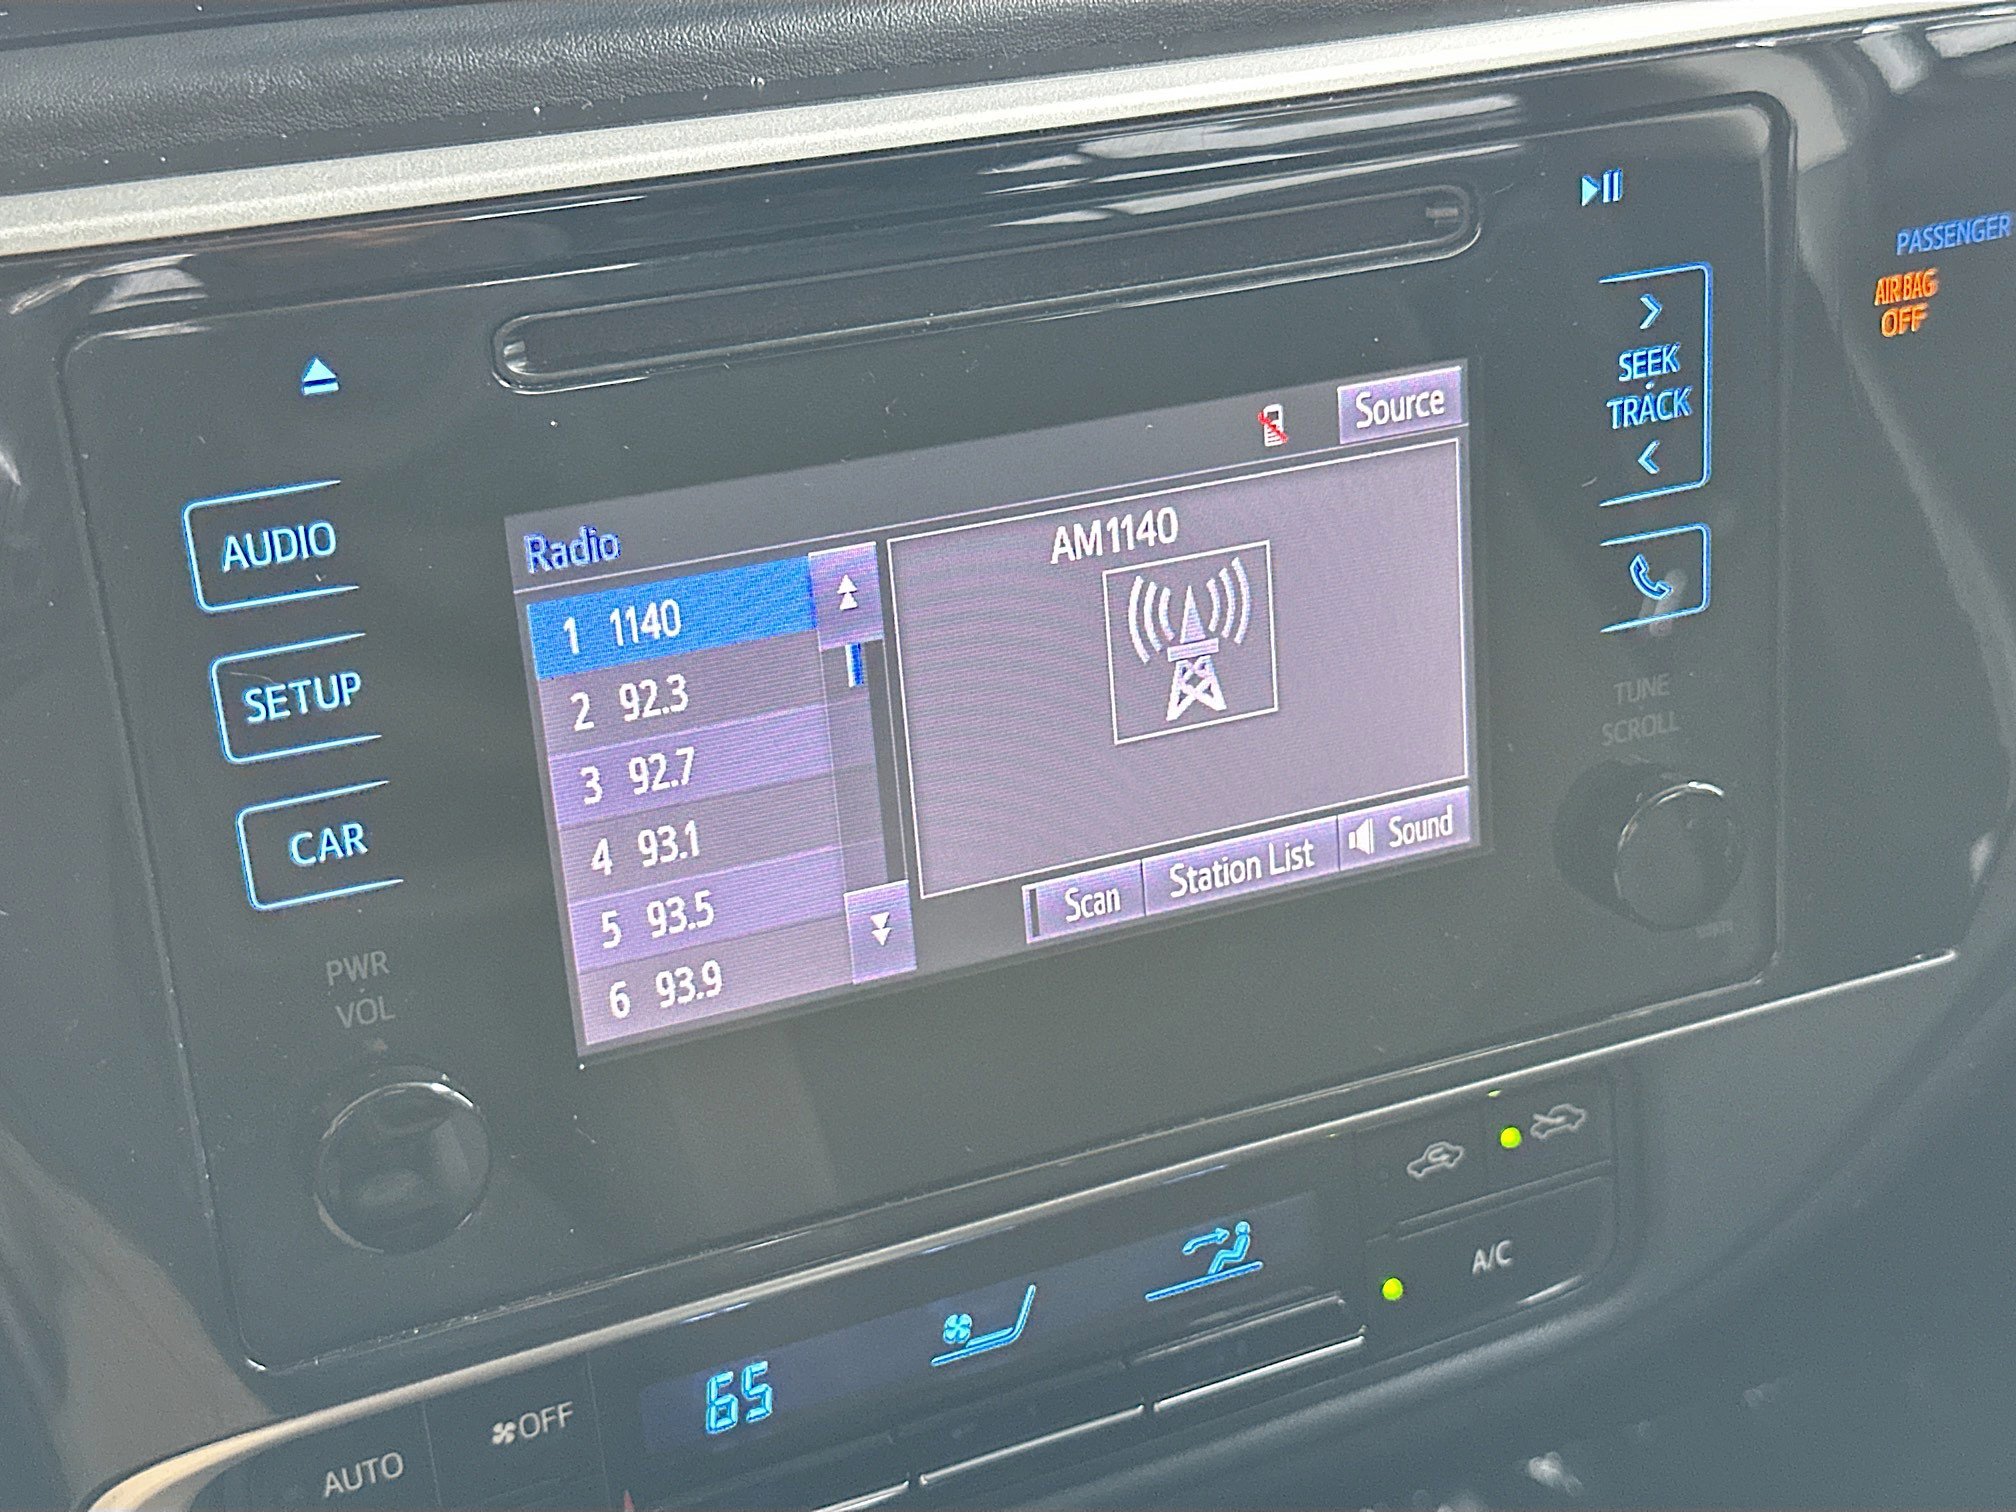 PASSENGER
AIR BAG
OFF
SEEK
TRACK
Source
AUDIO
SETUP
CAR
PWR
VOL
Radio
1 1140
2 92.3
3 92.7
4 93.1
5 93.5
6 93.9
AM1140
Scan
Station List
Sound
TUNE
SCROLL
A/C
65
OFF
AUTO